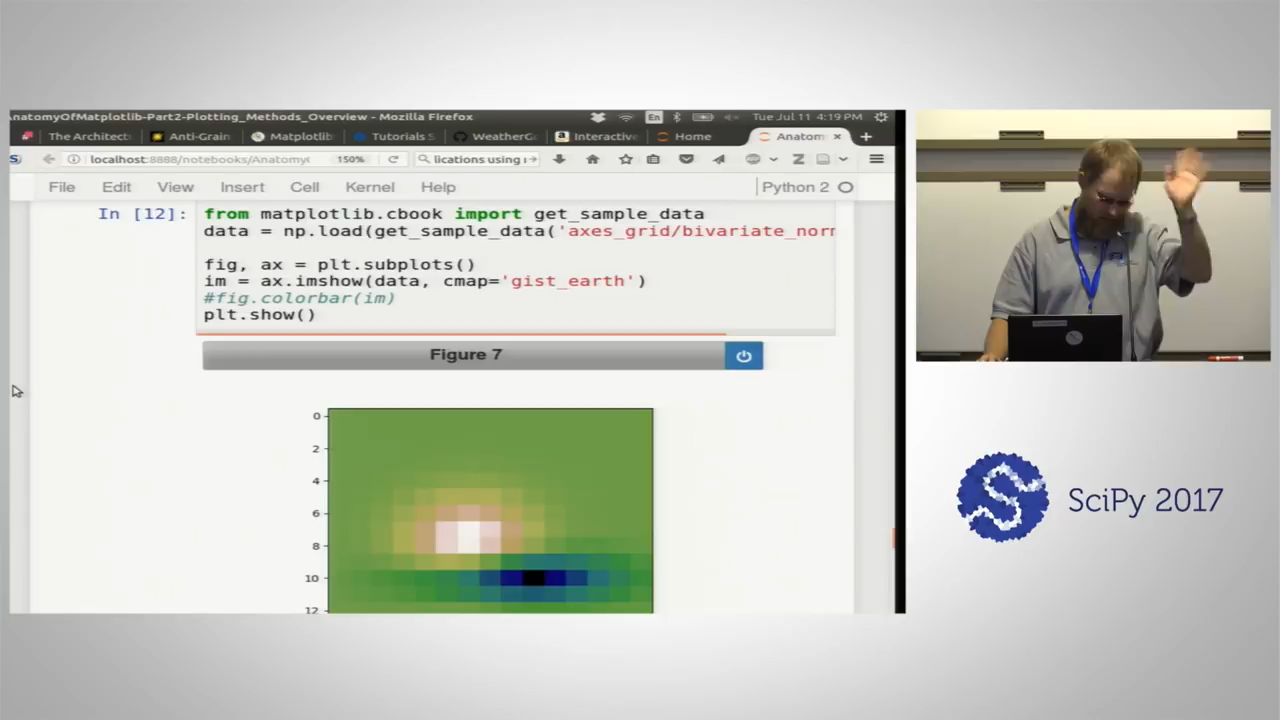 AnatomyOfMatplotlib-Part2-Plotting_Methods_Overview - Mozilla Firefox
En
Tue Jul 11 4:19 PM
The Architect
Anti-Grain
Matplotlib
Tutorials S
WeatherG
Interactive
Home
Anatom
localhost:8888/notebooks/Anatomy
150%
lications using
File Edit View Insert Cell Kernel Help
Python 2
In [12]:
from matplotlib.cbook import get_sample_data
data = np.load(get_sample_data('axes_grid/bivariate_norm
fig, ax = plt.subplots()
im = ax.imshow(data, cmap='gist_earth')
#fig.colorbar(im)
plt.show()
Figure 7
0
2
4
6
8
10
12
SciPy 2017